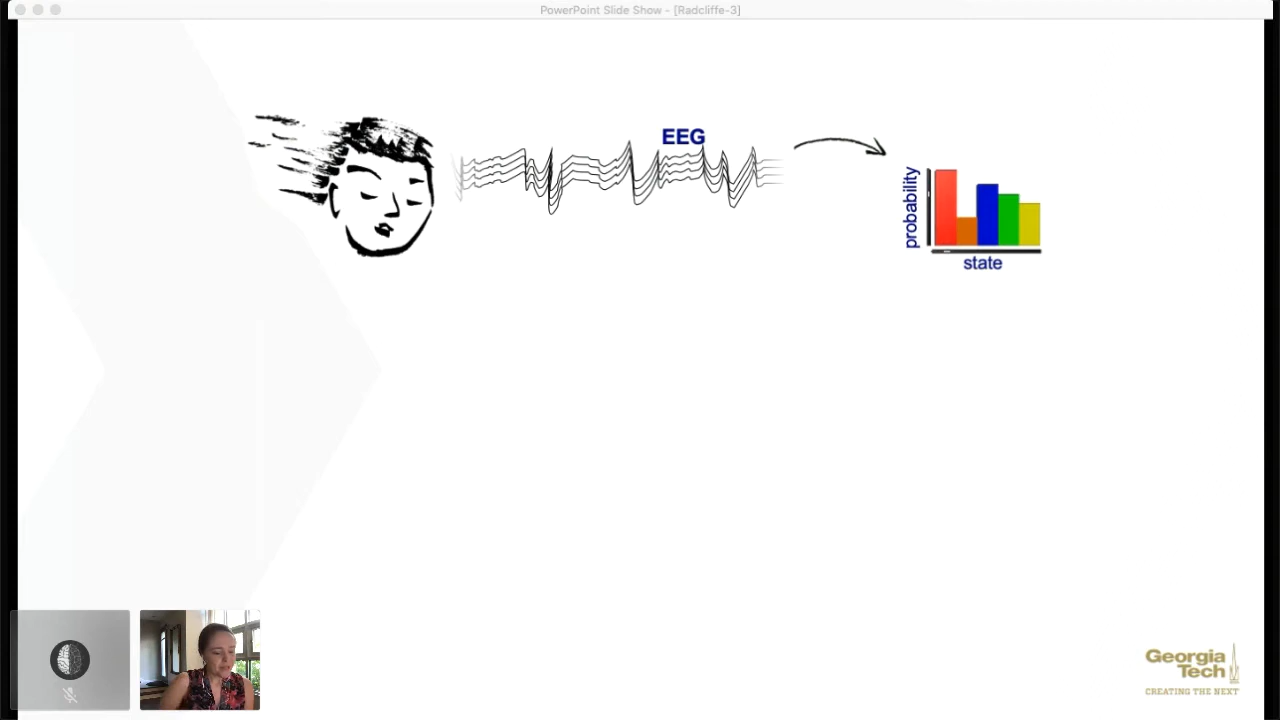 PowerPoint Slide Show - [Radcliffe-3]
EEG
probability
state
Georgia
Tech
CREATING THE NEXT